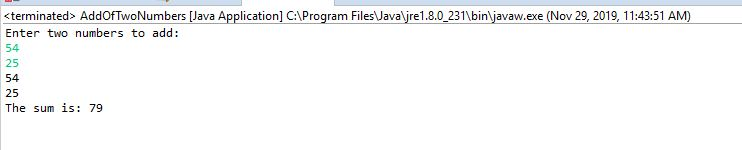 <terminated> AddOfTwoNumbers [Java Application] C:\Program Files\Java\jre1.8.0_231\bin\javaw.exe (Nov 29, 2019, 11:43:51 AM)
Enter two numbers to add:
54
25
54
25
The sum is: 79